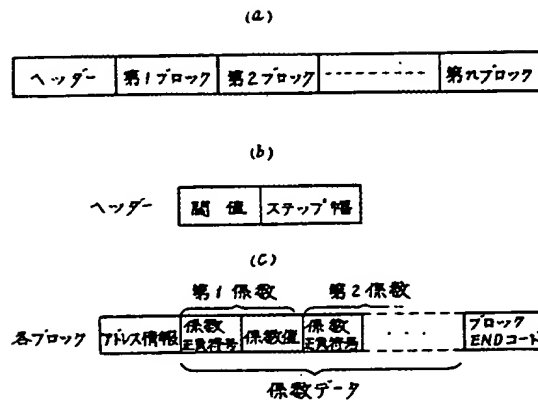 (a)
ヘッダー 第1ブロック 第2ブロック ---------- 第nブロック
(b)
ヘッダー 閾値 ステップ幅
(c)
第1係数 第2係数
各ブロック アドレス情報 係数正負符号 係数値 係数正負符号 ・・・ ブロックENDコード
係数データ